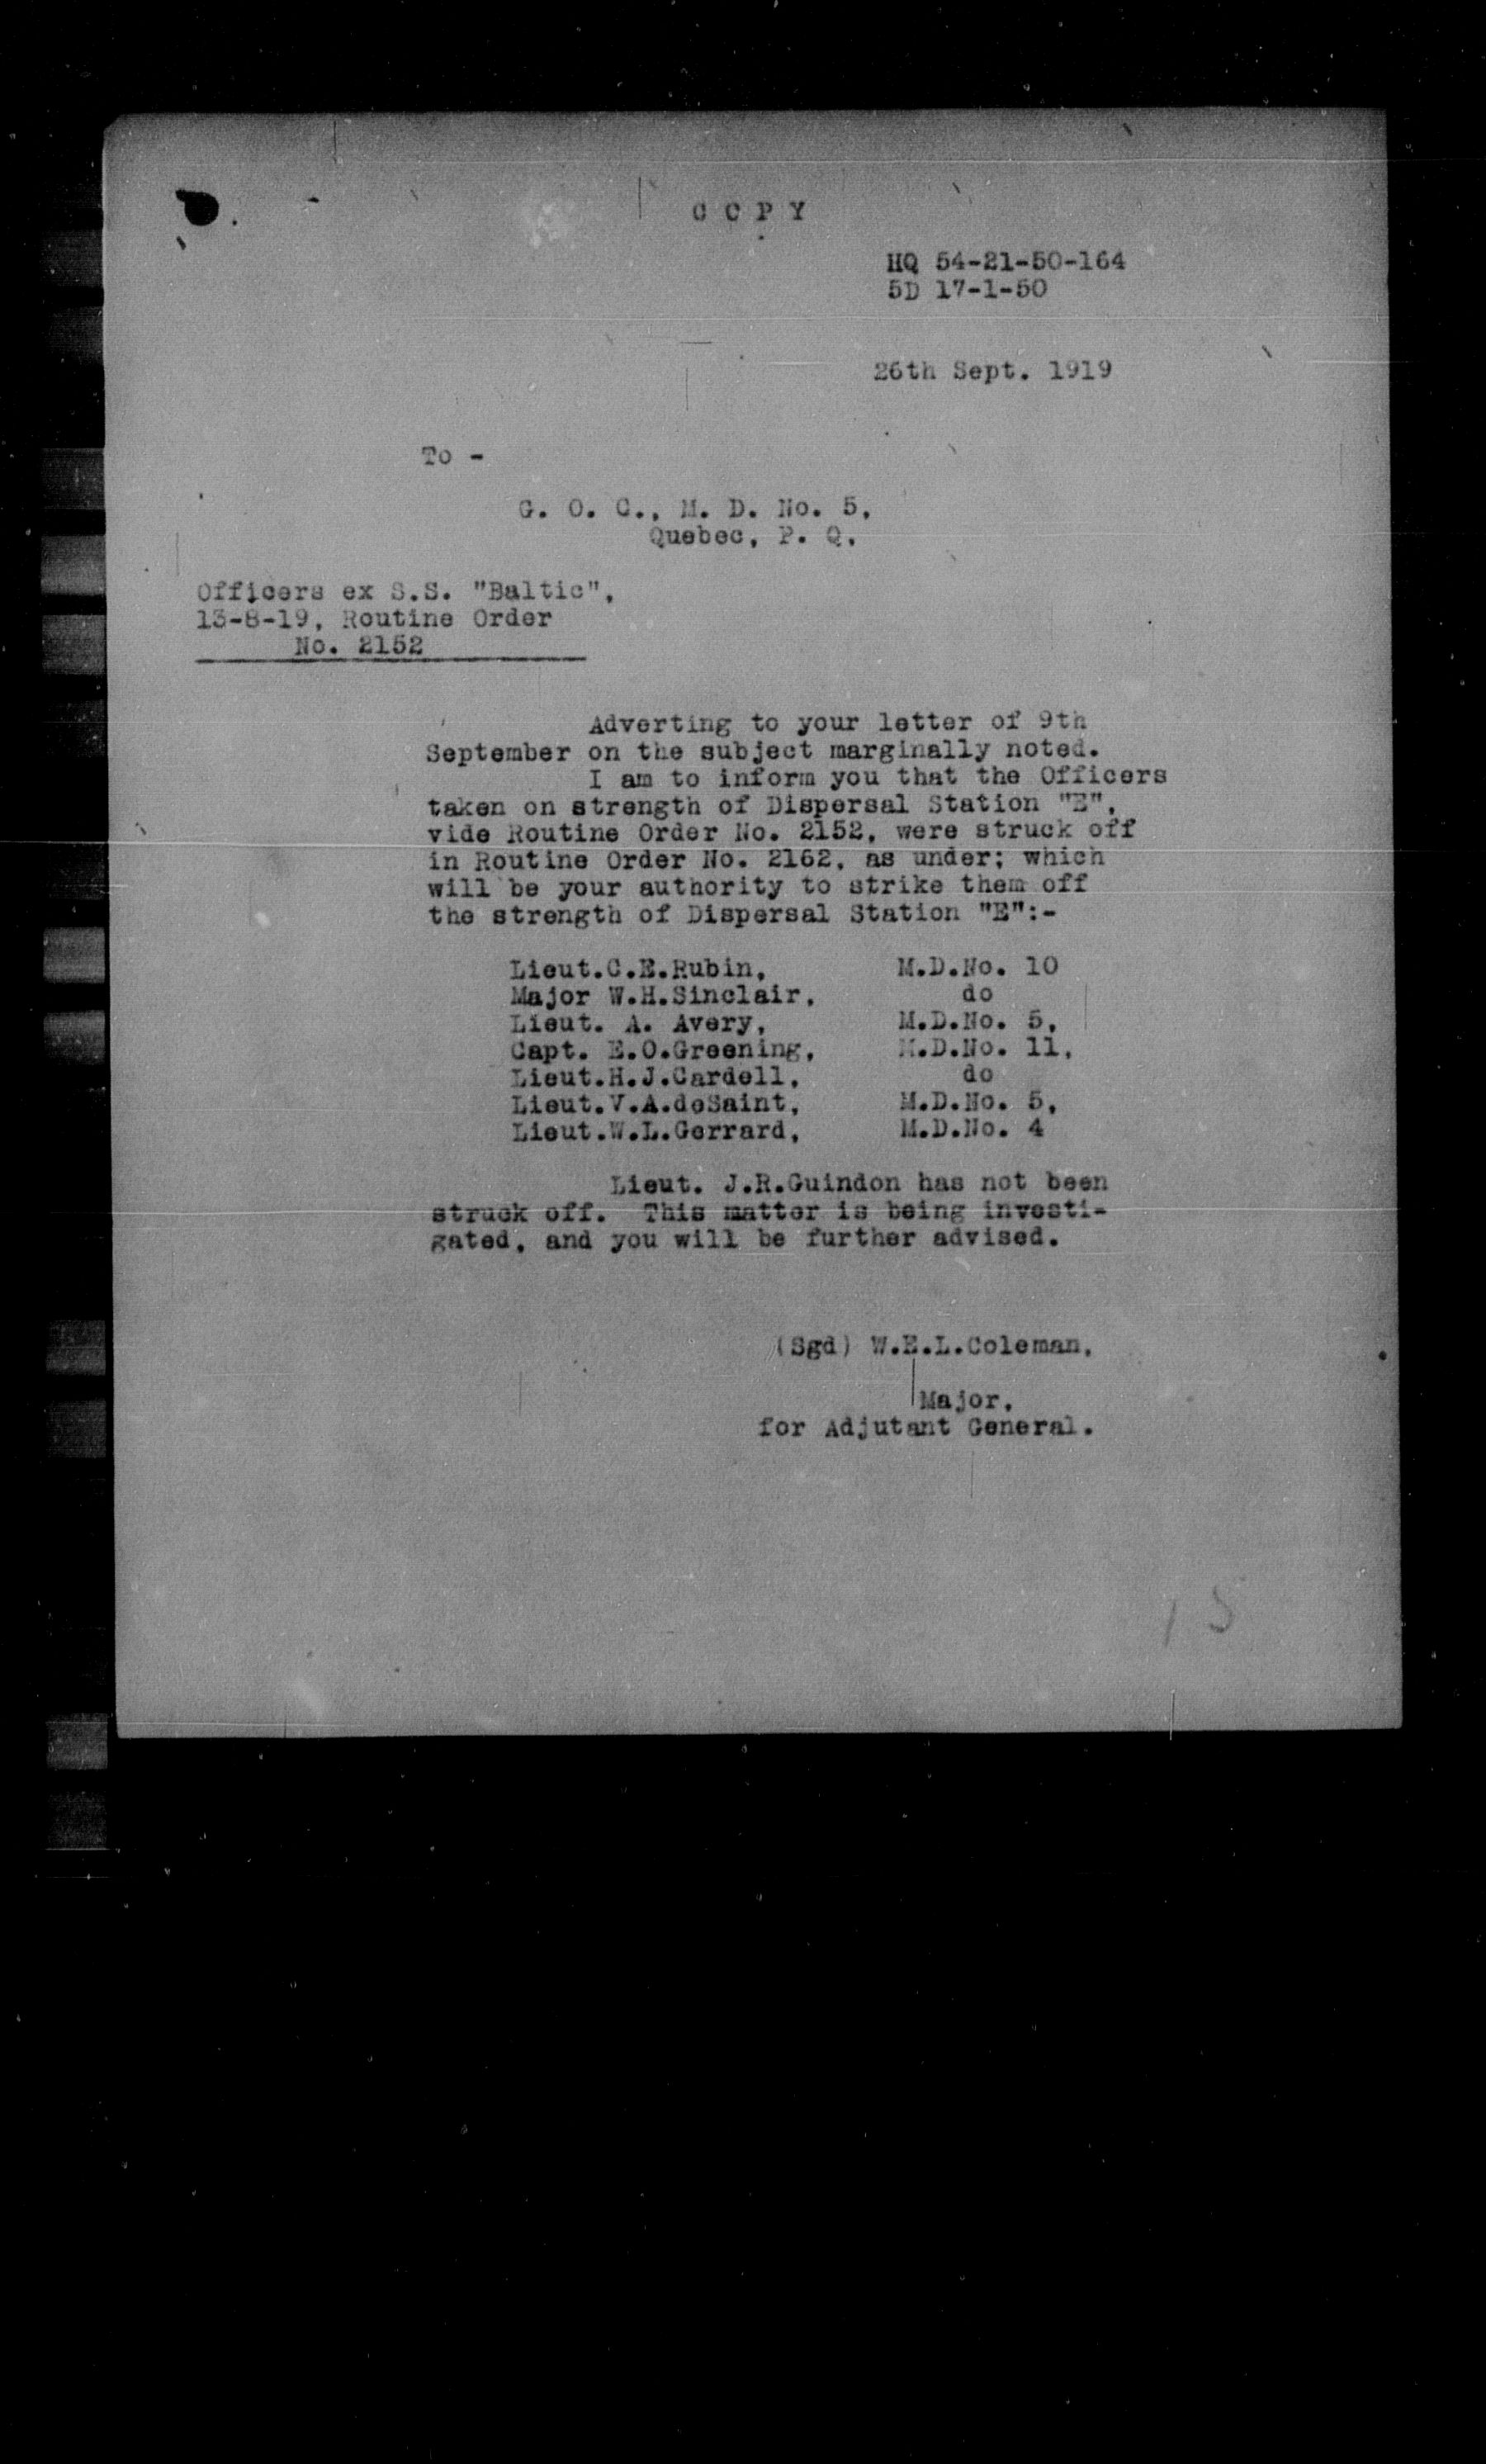 C O P Y
HQ 54-21-50-164
5D 17-1-50
26th Sept. 1919
To -
G. O. C., M. D. No. 5,
Quebec, P. Q.
Officers ex S.S. "Baltic",
13-8-19, Routine Order
No. 2152
Adverting to your letter of 9th
September on the subject marginally noted.
I am to inform you that the Officers
taken on strength of Dispersal Station "E",
vide Routine Order No. 2152, were struck off
in Routine Order No. 2162, as under; which
will be your authority to strike them off
the strength of Dispersal Station "E":-
Lieut.C.E.Rubin, M.D.No. 10
Major W.H.Sinclair, do
Lieut. A. Avery, M.D.No. 5,
Capt. E.O.Greening, M.D.No. 11,
Lieut.H.J.Cardell, do
Lieut.V.A.deSaint, M.D.No. 5,
Lieut.W.L.Gerrard, M.D.No. 4
Lieut. J.R.Guindon has not been
struck off. This matter is being investi-
gated, and you will be further advised.
(Sgd) W.E.L.Coleman,
Major,
for Adjutant General.